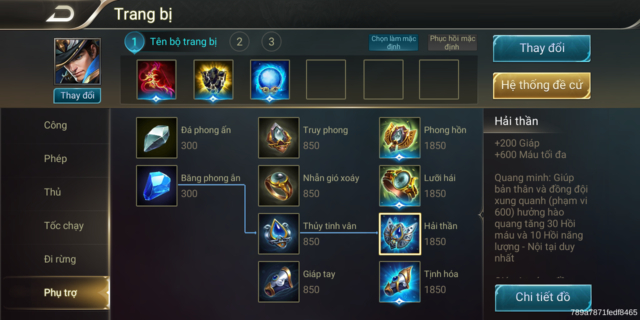 Trang bị
1
Tên bộ trang bị
2
3
Chọn làm mặc định
Phục hồi mặc định
Thay đổi
Hệ thống đề cử
Thay đổi
Công
Phép
Thủ
Tốc chạy
Đi rừng
Phụ trợ
Đá phong ấn
300
Băng phong ấn
300
Truy phong
850
Nhẫn gió xoáy
850
Thủy tinh vân
850
Giáp tay
850
Phong hồn
1850
Lưỡi hái
1850
Hải thần
1850
Tịnh hóa
1850
Hải thần
+200 Giáp
+600 Máu tối đa
Quang minh: Giúp
bản thân và đồng đội
xung quanh (phạm vi
600) hưởng hào
quang tăng 30 Hồi
máu và 10 Hồi năng
lượng - Nội tại duy
nhất
Chi tiết đồ
789a7871fedf8465